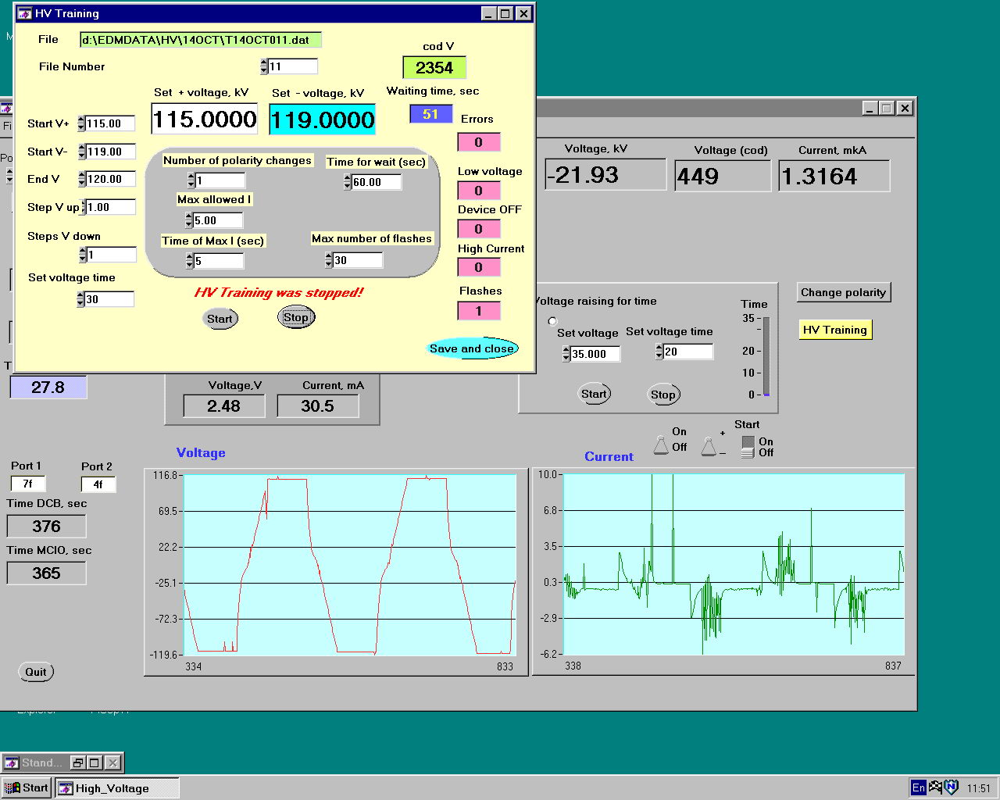 HV Training
File d:\EDMDATA\HV\14OCT\T14OCT011.dat
cod V
2354
File Number 11
Set + voltage, kV Set - voltage, kV
115.0000 119.0000
Waiting time, sec
51
Start V+ 115.00
Start V- 119.00
End V 120.00
Step V up 1.00
Steps V down
1
Set voltage time
30
Number of polarity changes
1
Time for wait (sec)
60.00
Max allowed I
5.00
Time of Max I (sec)
5
Max number of flashes
30
Errors
0
Low voltage
0
Device OFF
0
High Current
0
Flashes
1
HV Training was stopped!
Start Stop
Save and close
Voltage, kV Voltage (cod) Current, mkA
-21.93 449 1.3164
Voltage raising for time
Set voltage Set voltage time
35.000 20
Start Stop
Time
35
20
10
0
Change polarity
HV Training
27.8
Voltage,V Current, mA
2.48 30.5
On
Off
+
–
Start
On
Off
Port 1 Port 2
7f 4f
Time DCB, sec
376
Time MCIO, sec
365
Quit
Voltage
116.8
69.5
22.2
-25.1
-72.3
-119.6
334 833
Current
10.0
6.8
3.5
0.3
-2.9
-6.2
338 837
Stand...
Start High_Voltage En 11:51